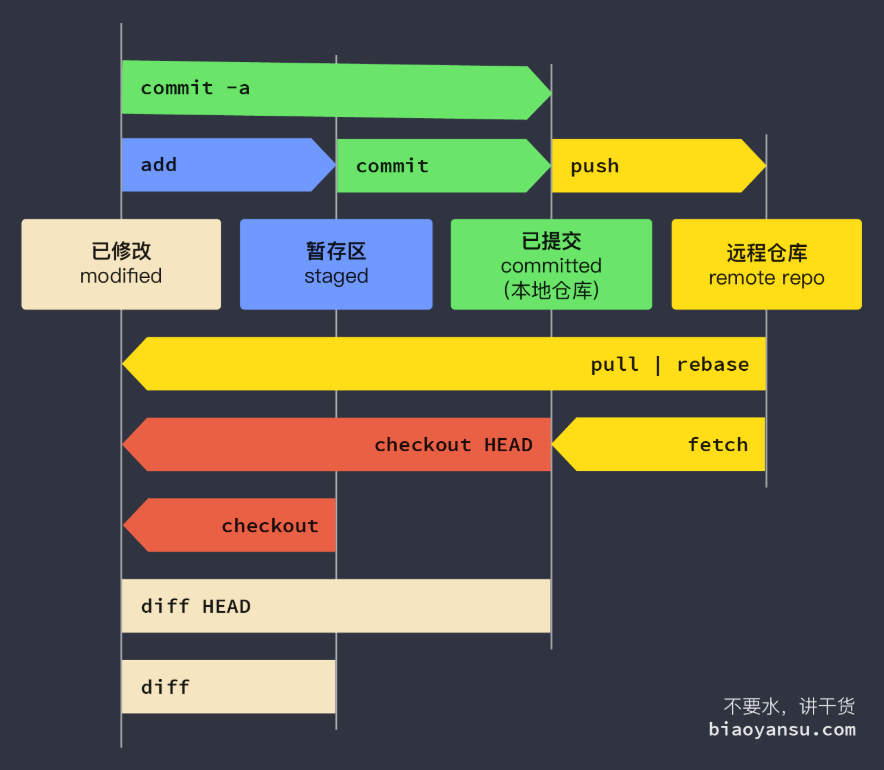 commit -a
add
commit
push
已修改
modified
暂存区
staged
已提交
committed
(本地仓库)
远程仓库
remote repo
pull | rebase
checkout HEAD
fetch
checkout
diff HEAD
diff
不要水，讲干货
biaoyansu.com